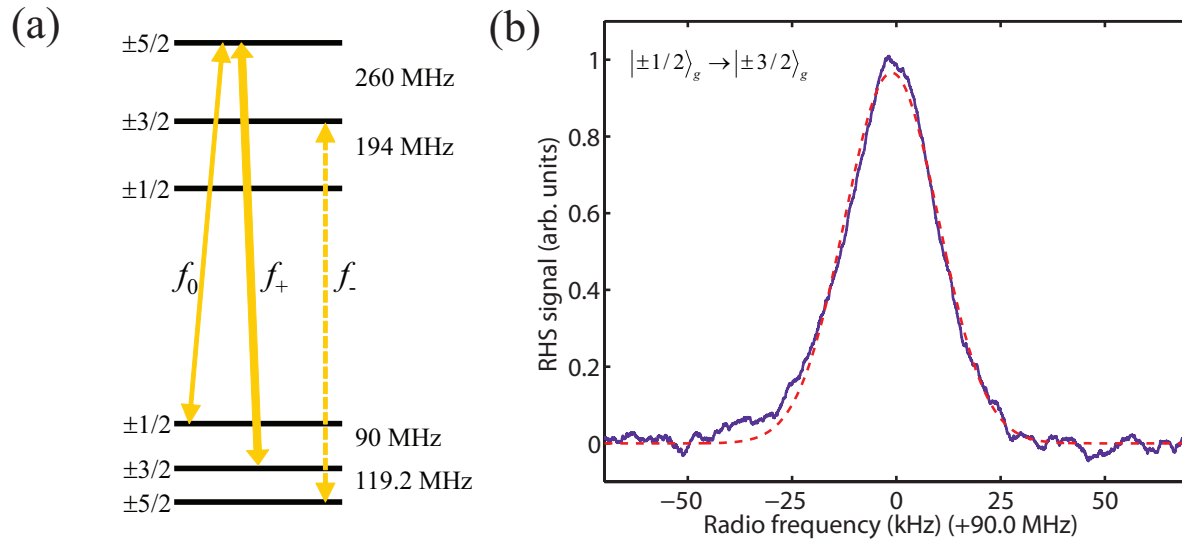 (a)
±5/2
260 MHz
±3/2
194 MHz
±1/2
f₀
f₊
f₋
±1/2
90 MHz
±3/2
119.2 MHz
±5/2
(b)
|±1/2⟩g → |±3/2⟩g
RHS signal (arb. units)
1
0.8
0.6
0.4
0.2
0
−50
−25
0
25
50
Radio frequency (kHz) (+90.0 MHz)